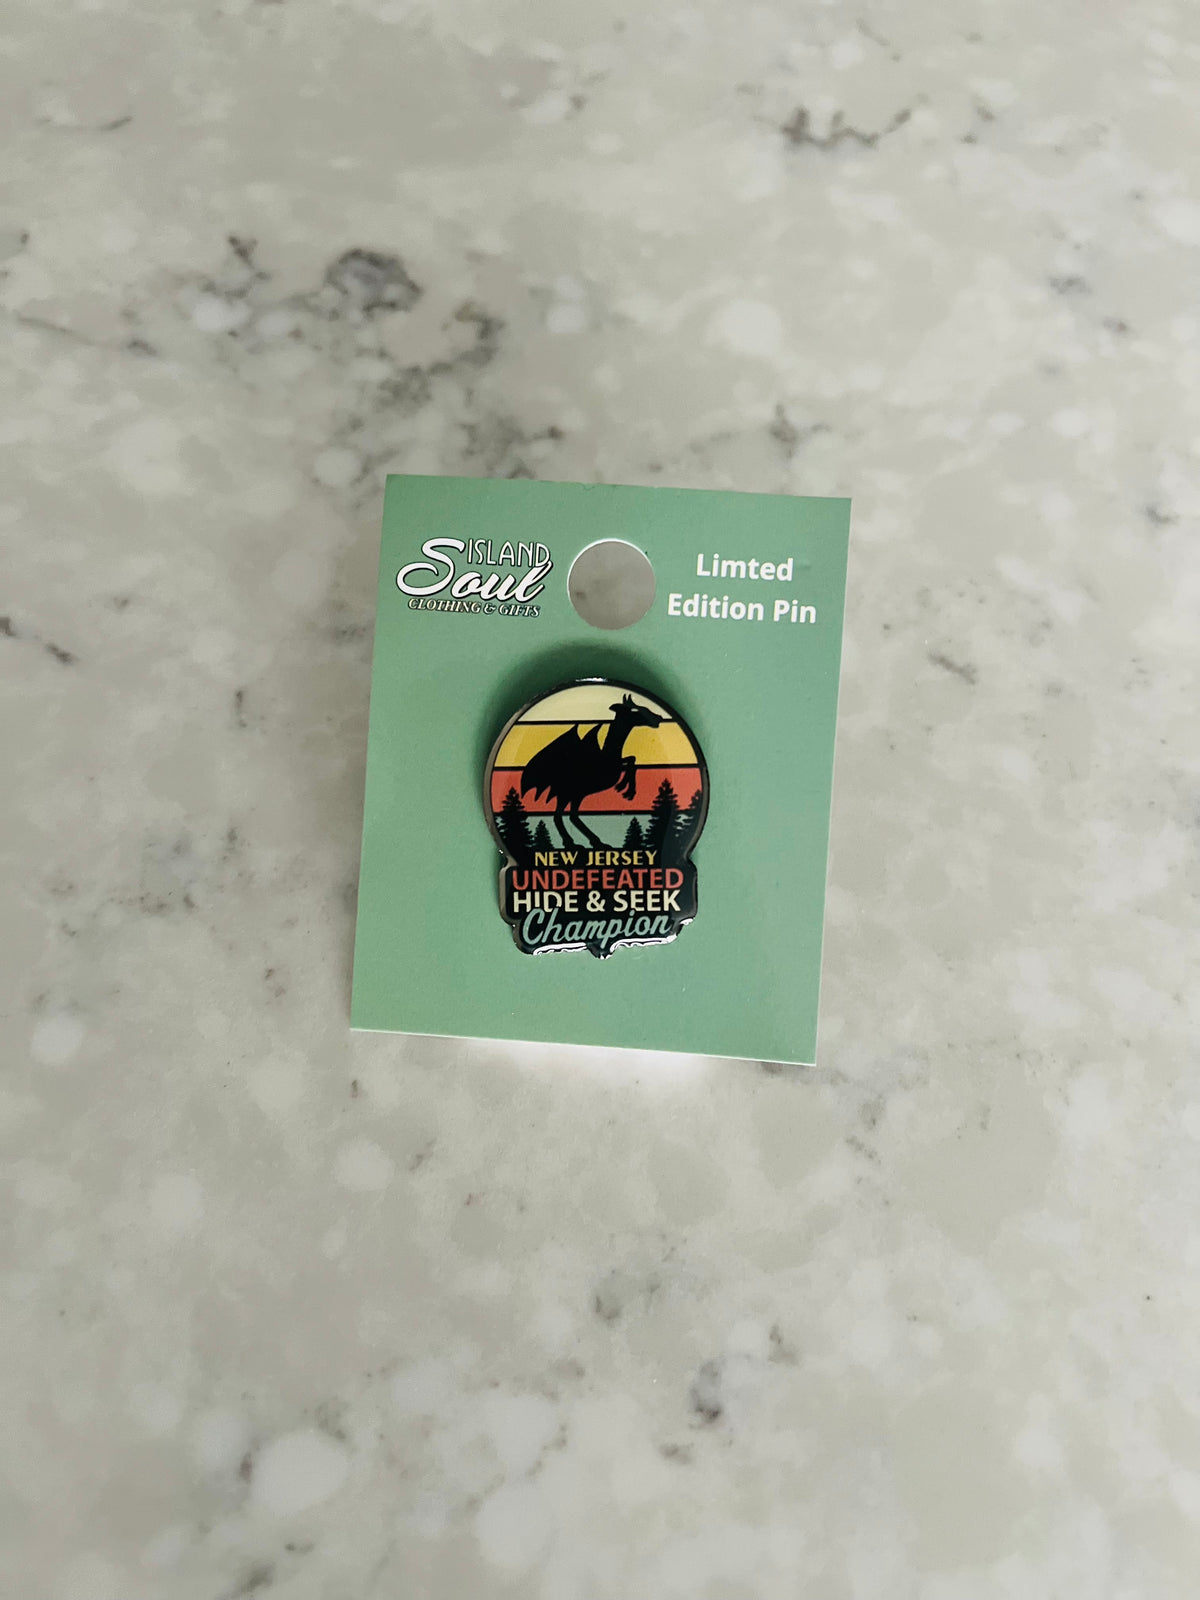 ISLAND
Soul
CLOTHING & GIFTS
Limted
Edition Pin
NEW JERSEY
UNDEFEATED
HIDE & SEEK
Champion